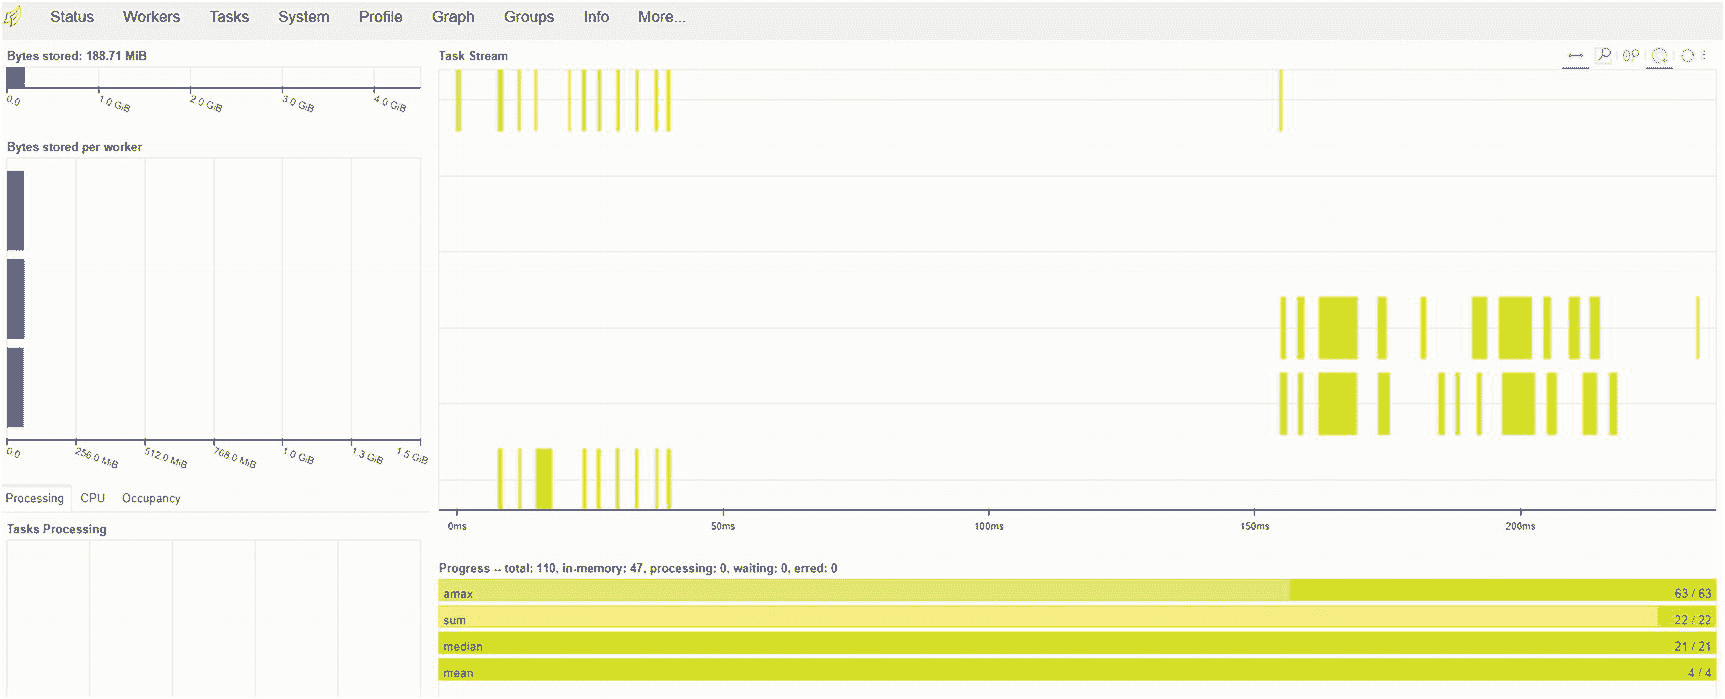 Status Workers Tasks System Profile Graph Groups Info More...
Bytes stored: 188.71 MiB
0.0 1.0 GiB 2.0 GiB 3.0 GiB 4.0 GiB
Bytes stored per worker
0.0 256.0 MiB 512.0 MiB 768.0 MiB 1.0 GiB 1.3 GiB 1.5 GiB
Processing CPU Occupancy
Tasks Processing
Task Stream
0ms 50ms 100ms 150ms 200ms
Progress -- total: 110, in-memory: 47, processing: 0, waiting: 0, erred: 0
amax 63 / 63
sum 22 / 22
median 21 / 21
mean 4 / 4